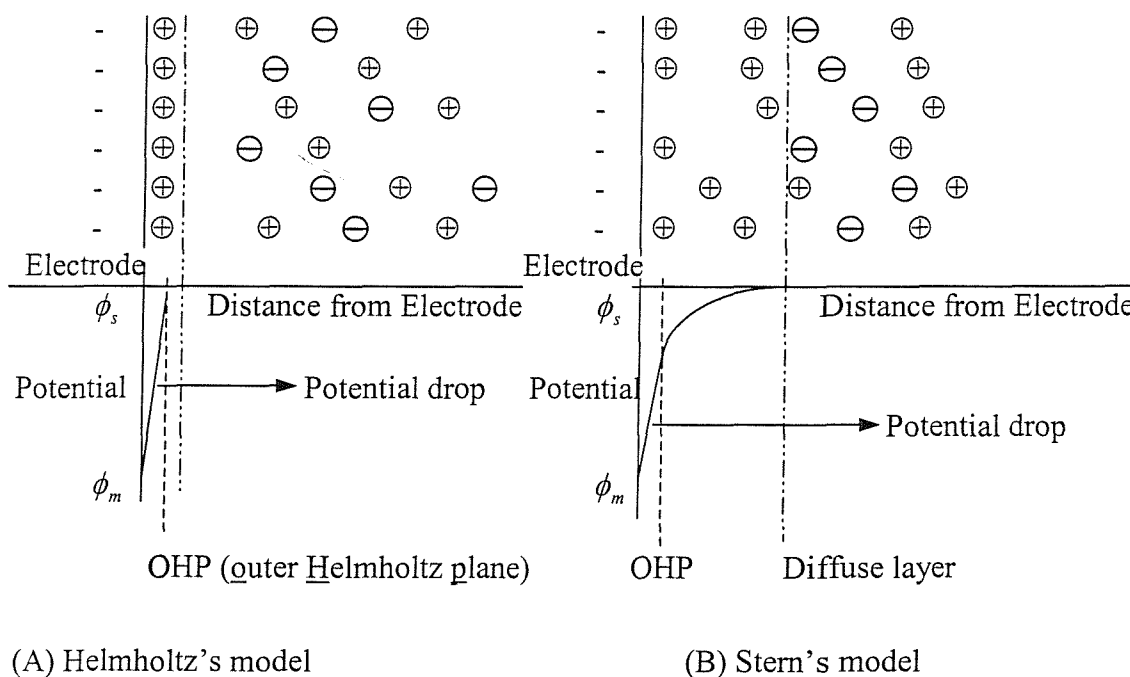 Electrode
Distance from Electrode
ϕs
Potential
Potential drop
ϕm
OHP (outer Helmholtz plane)
(A) Helmholtz's model
Electrode
Distance from Electrode
ϕs
Potential
Potential drop
ϕm
OHP
Diffuse layer
(B) Stern's model